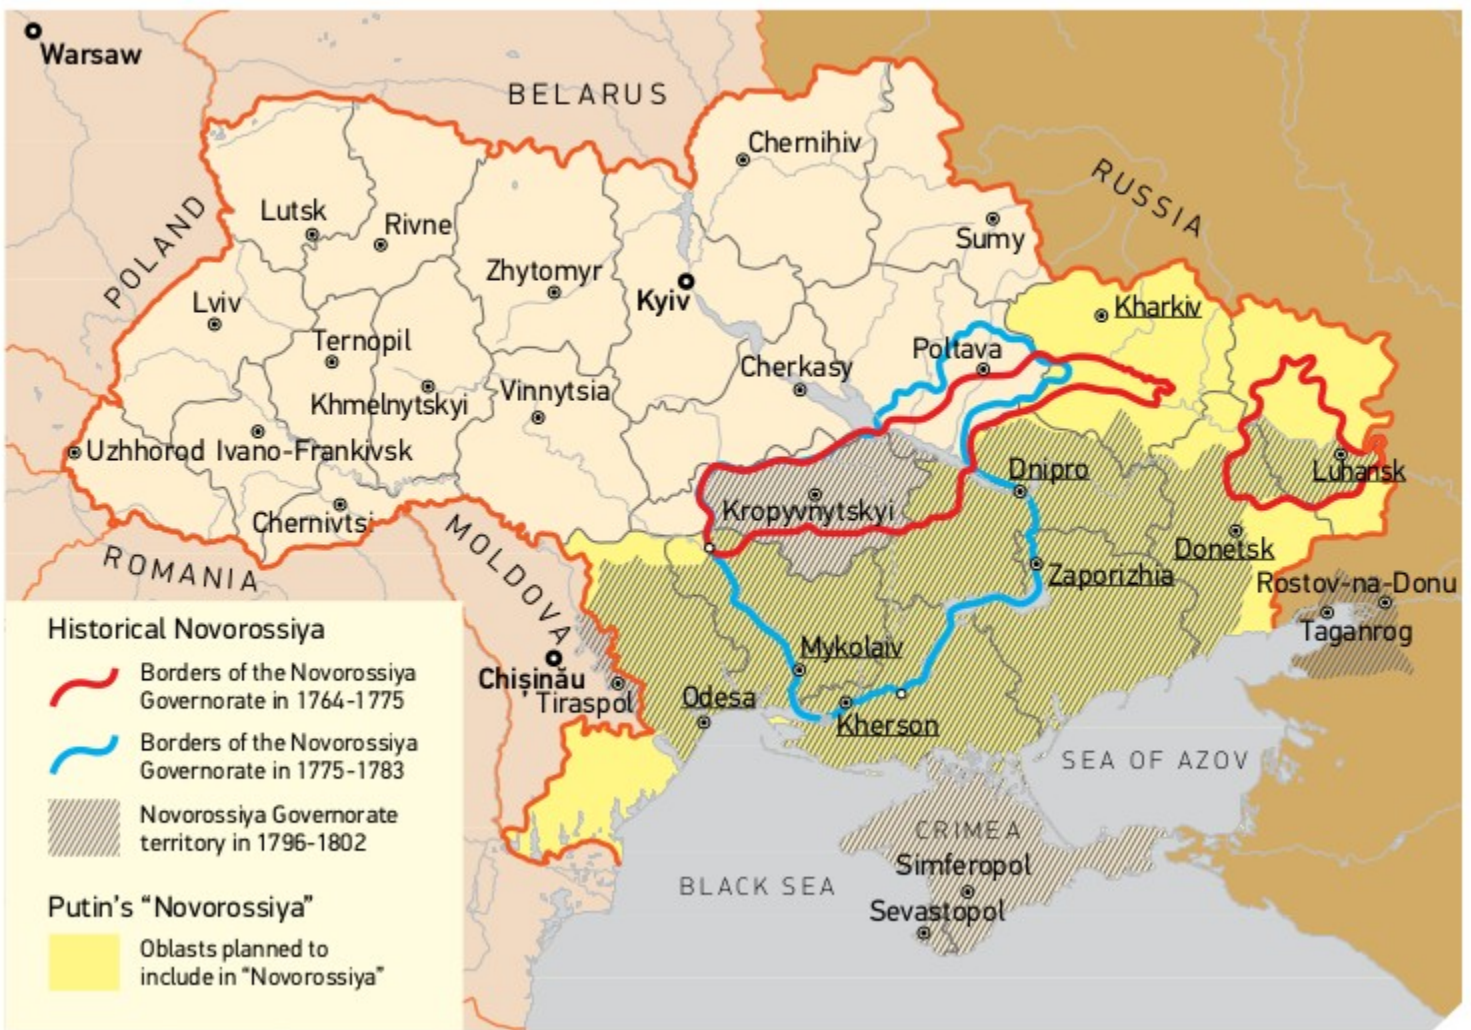 Warsaw
BELARUS
Chernihiv
RUSSIA
POLAND
Lutsk
Rivne
Sumy
Zhytomyr
Kyiv
Lviv
Kharkiv
Ternopil
Poltava
Cherkasy
Khmelnytskyi
Vinnytsia
Uzhhorod
Ivano-Frankivsk
Luhansk
Dnipro
Kropyvnytskyi
Chernivtsi
MOLDOVA
Donetsk
ROMANIA
Zaporizhia
Rostov-na-Donu
Taganrog
Mykolaiv
Chișinău
Tiraspol
Odesa
Kherson
SEA OF AZOV
CRIMEA
Simferopol
BLACK SEA
Sevastopol
Historical Novorossiya
Borders of the Novorossiya
Governorate in 1764-1775
Borders of the Novorossiya
Governorate in 1775-1783
Novorossiya Governorate
territory in 1796-1802
Putin's “Novorossiya”
Oblasts planned to
include in “Novorossiya”